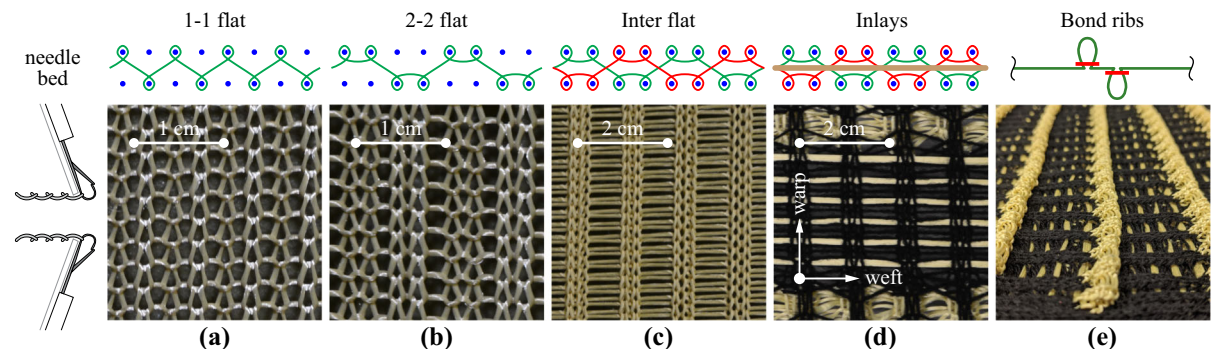 1-1 flat
2-2 flat
Inter flat
Inlays
Bond ribs
needle
bed
1 cm
1 cm
2 cm
2 cm
warp
weft
(a)
(b)
(c)
(d)
(e)